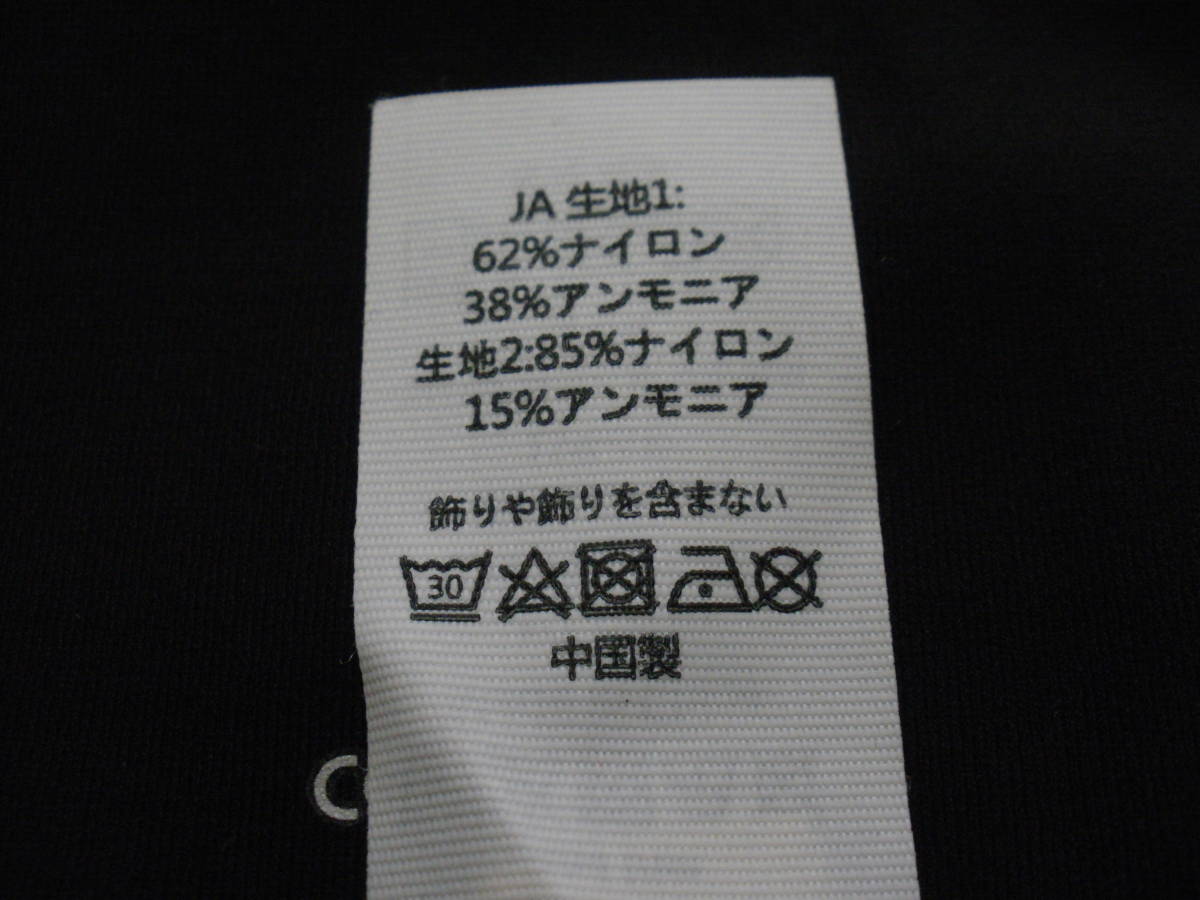 JA 生地1:
62%ナイロン
38%アンモニア
生地2:85%ナイロン
15%アンモニア
飾りや飾りを含まない
30
中国製
C